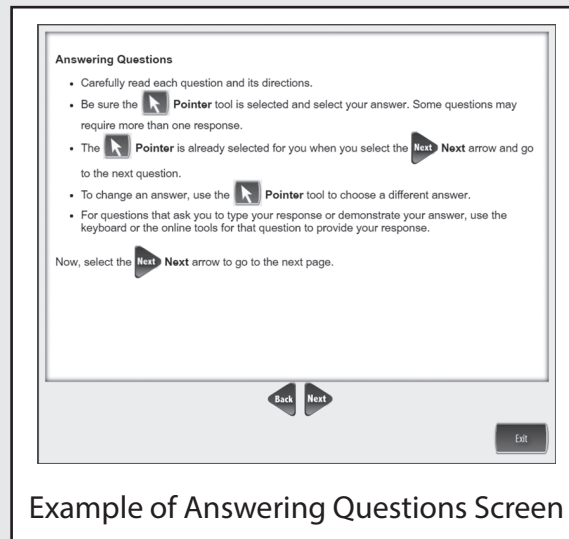 Answering Questions
• Carefully read each question and its directions.
• Be sure the Pointer tool is selected and select your answer. Some questions may
require more than one response.
• The Pointer is already selected for you when you select the Next Next arrow and go
to the next question.
• To change an answer, use the Pointer tool to choose a different answer.
• For questions that ask you to type your response or demonstrate your answer, use the
keyboard or the online tools for that question to provide your response.
Now, select the Next Next arrow to go to the next page.
Back Next
Exit
Example of Answering Questions Screen